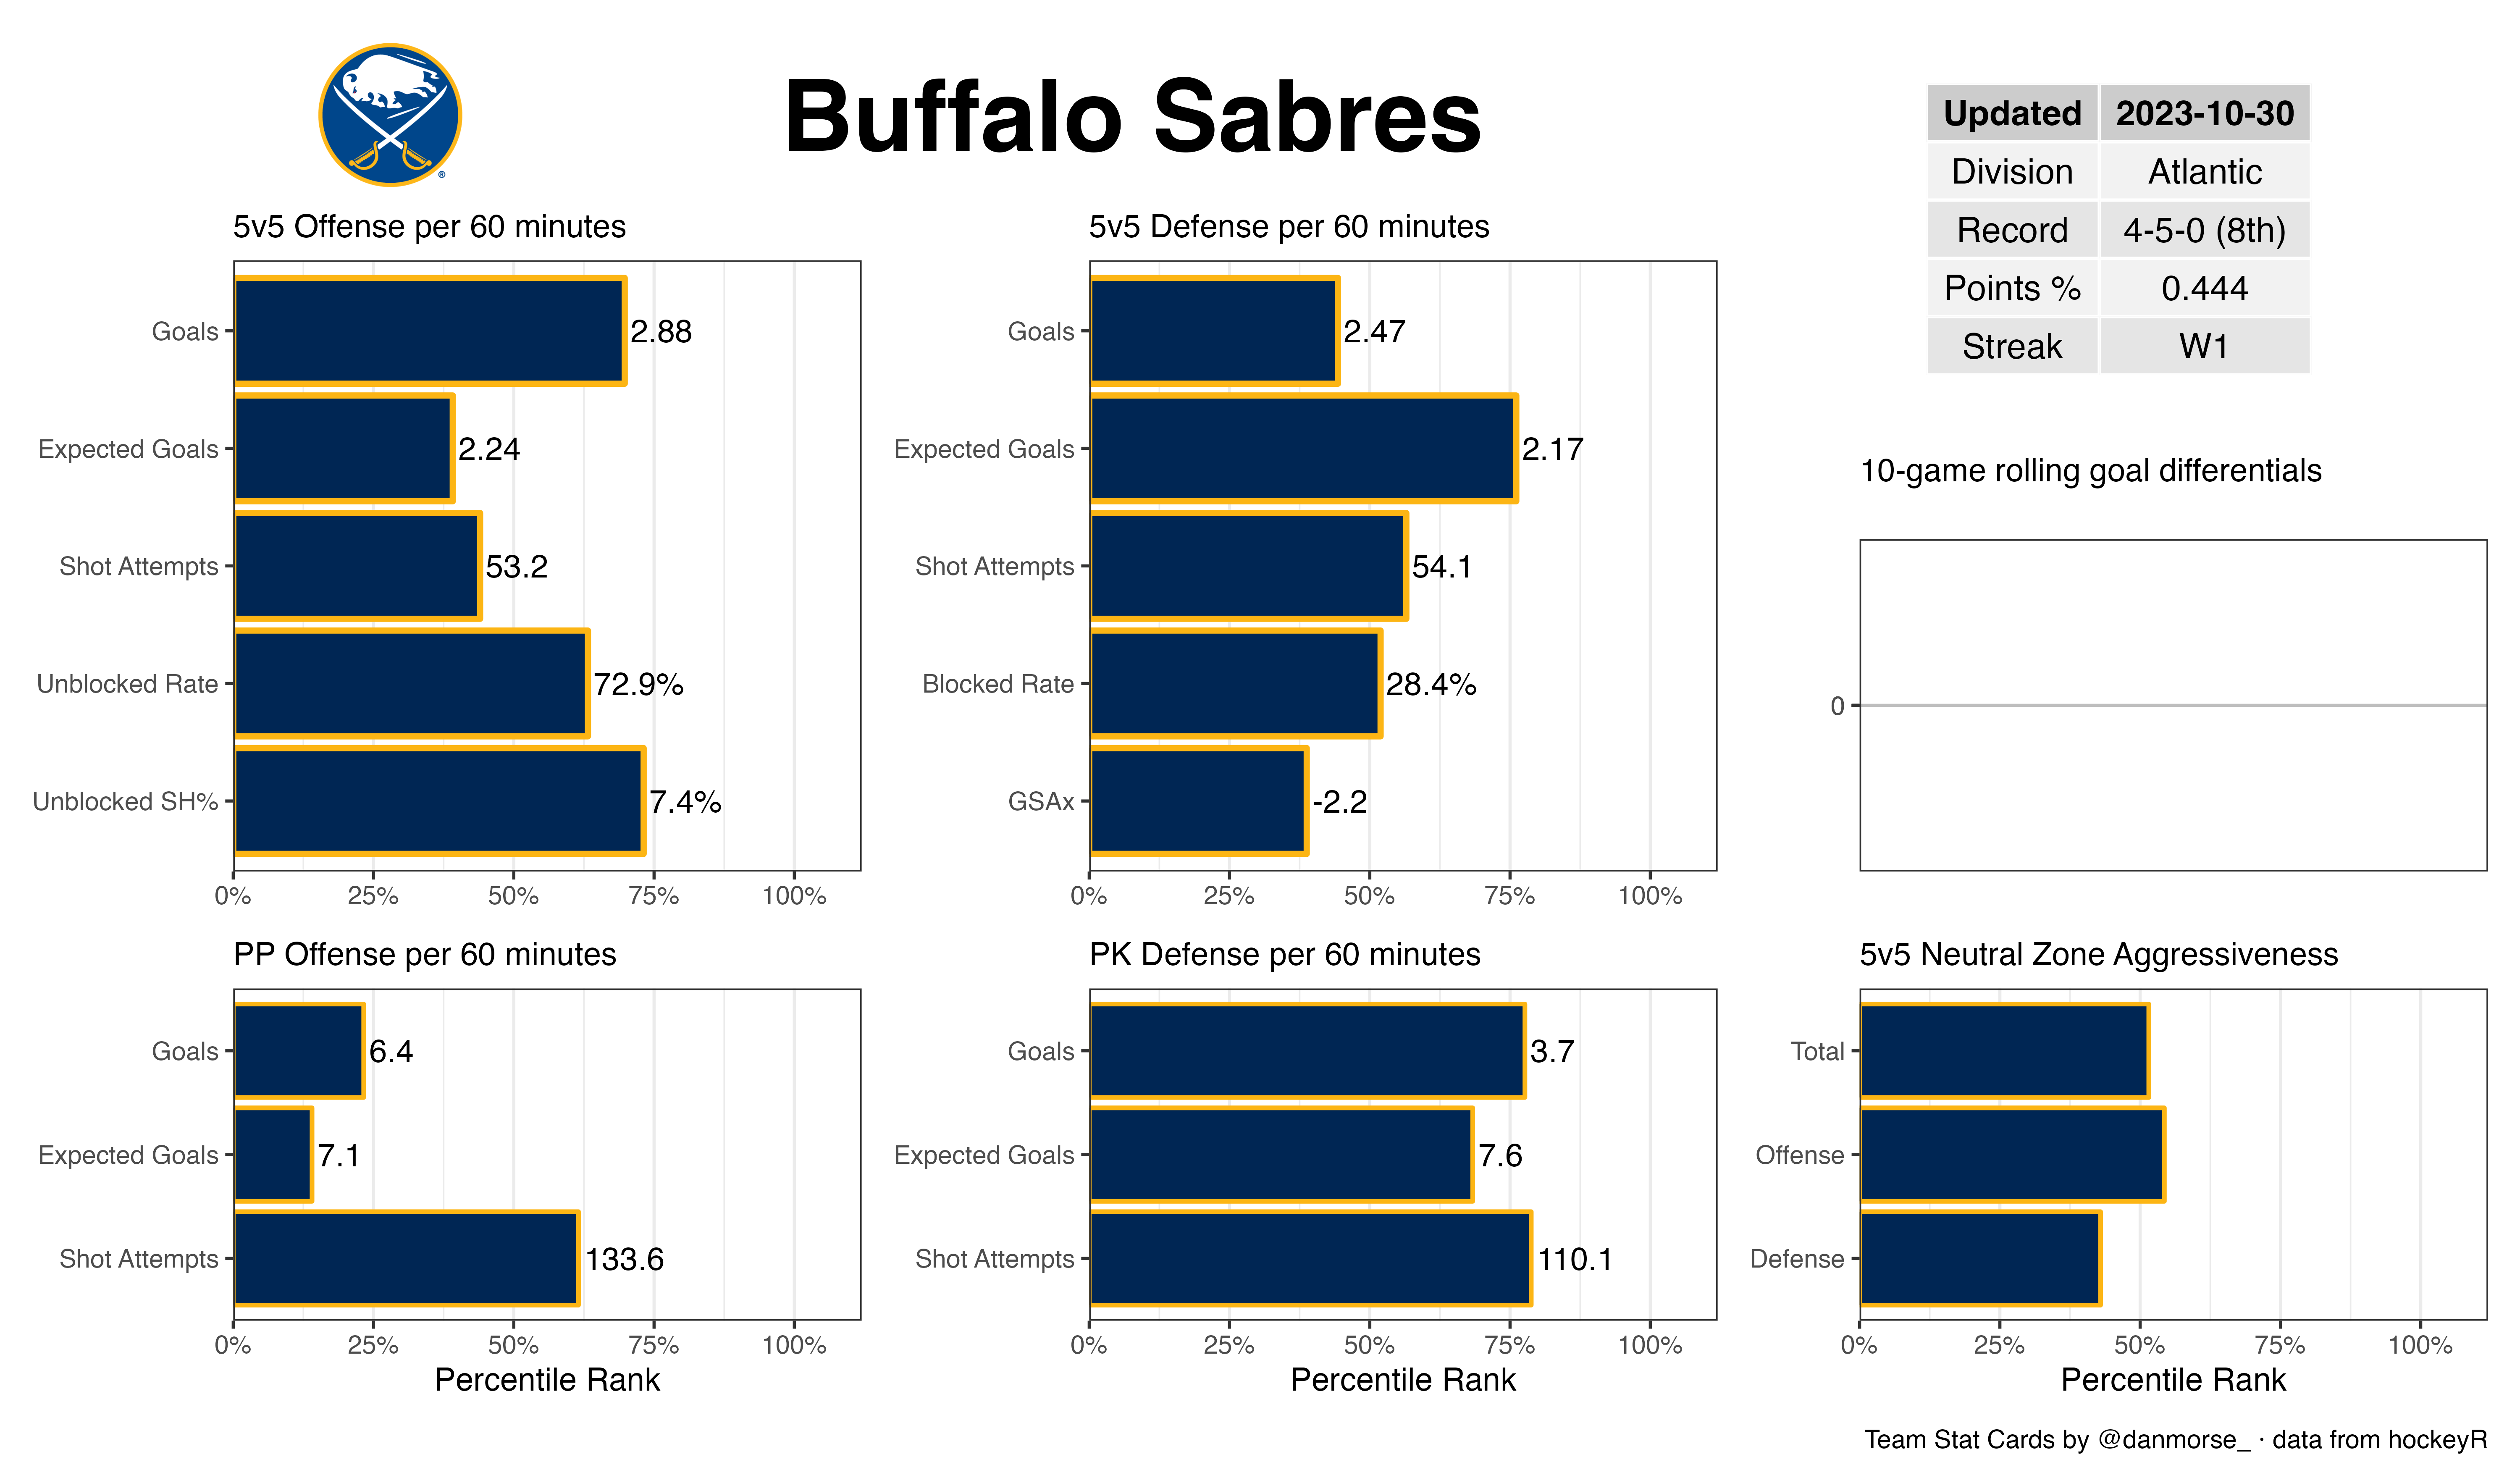 Buffalo Sabres
Updated 2023-10-30
Division Atlantic
Record 4-5-0 (8th)
Points % 0.444
Streak W1
5v5 Offense per 60 minutes
Goals 2.88
Expected Goals 2.24
Shot Attempts 53.2
Unblocked Rate 72.9%
Unblocked SH% 7.4%
0% 25% 50% 75% 100%
5v5 Defense per 60 minutes
Goals 2.47
Expected Goals 2.17
Shot Attempts 54.1
Blocked Rate 28.4%
GSAx -2.2
0% 25% 50% 75% 100%
10-game rolling goal differentials
0
PP Offense per 60 minutes
Goals 6.4
Expected Goals 7.1
Shot Attempts 133.6
0% 25% 50% 75% 100%
Percentile Rank
PK Defense per 60 minutes
Goals 3.7
Expected Goals 7.6
Shot Attempts 110.1
0% 25% 50% 75% 100%
Percentile Rank
5v5 Neutral Zone Aggressiveness
Total
Offense
Defense
0% 25% 50% 75% 100%
Percentile Rank
Team Stat Cards by @danmorse_ · data from hockeyR